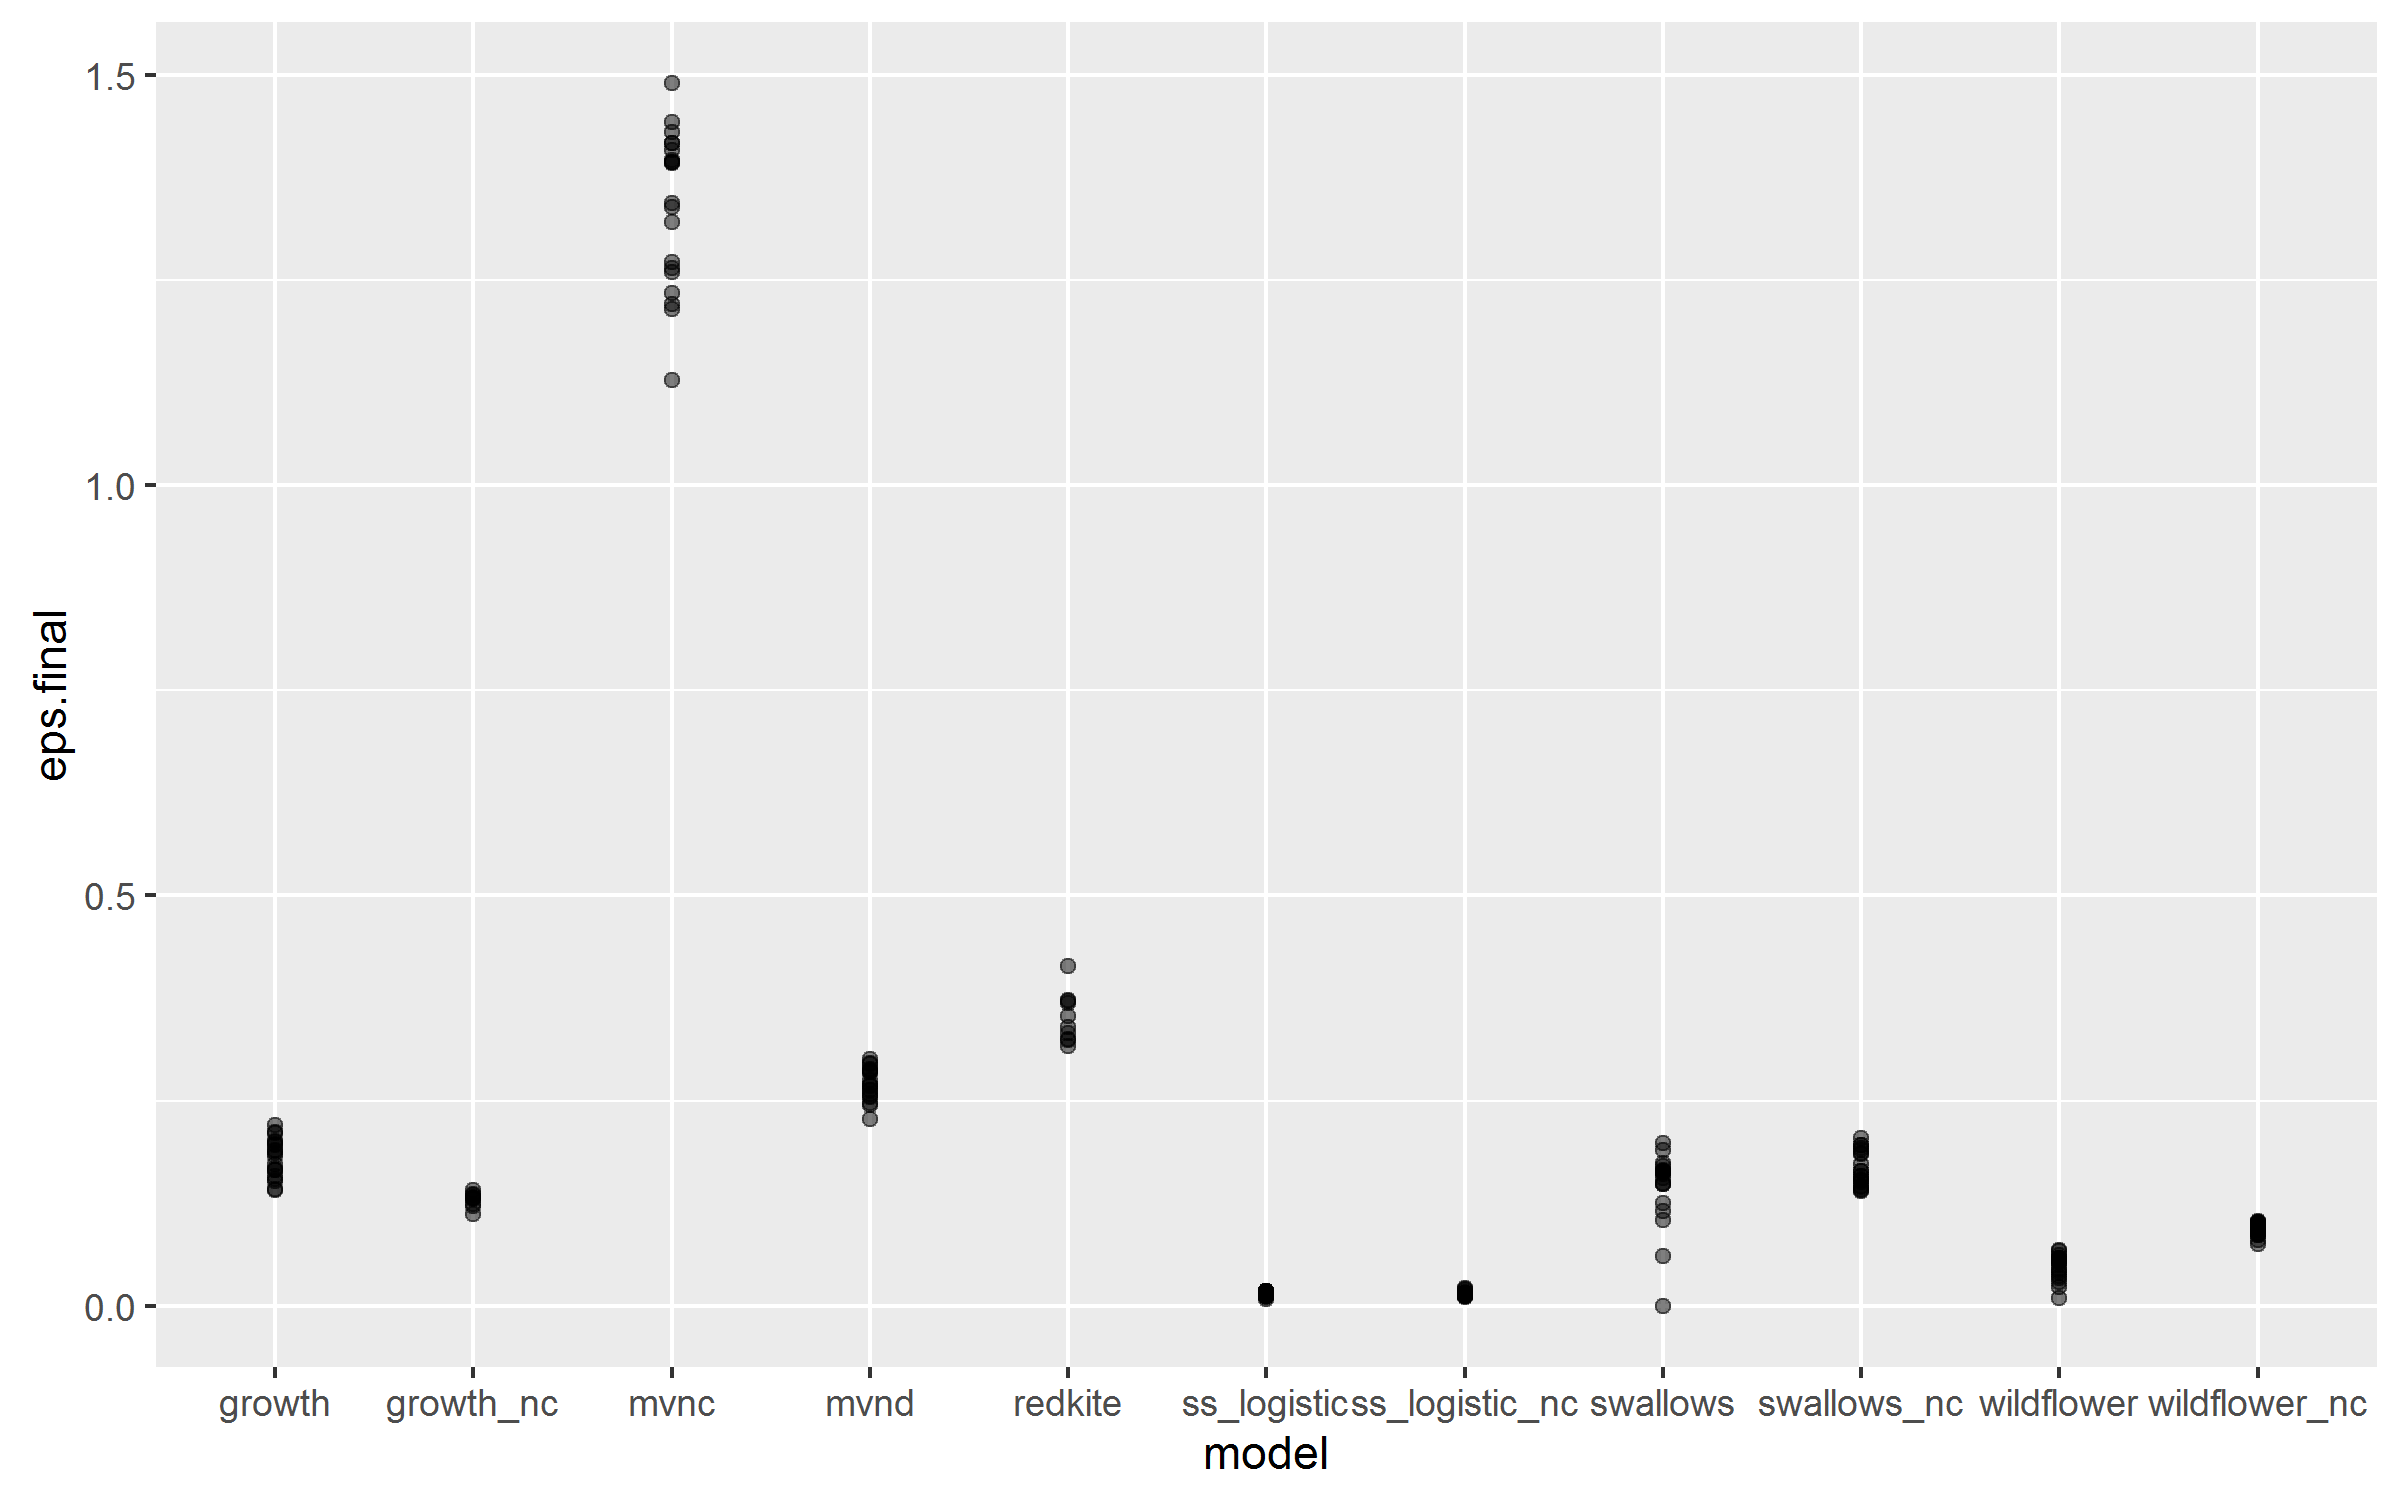 1.5
1.0
0.5
0.0
eps.final
growth growth_nc mvnc mvnd redkite ss_logistic ss_logistic_nc swallows swallows_nc wildflower wildflower_nc
model